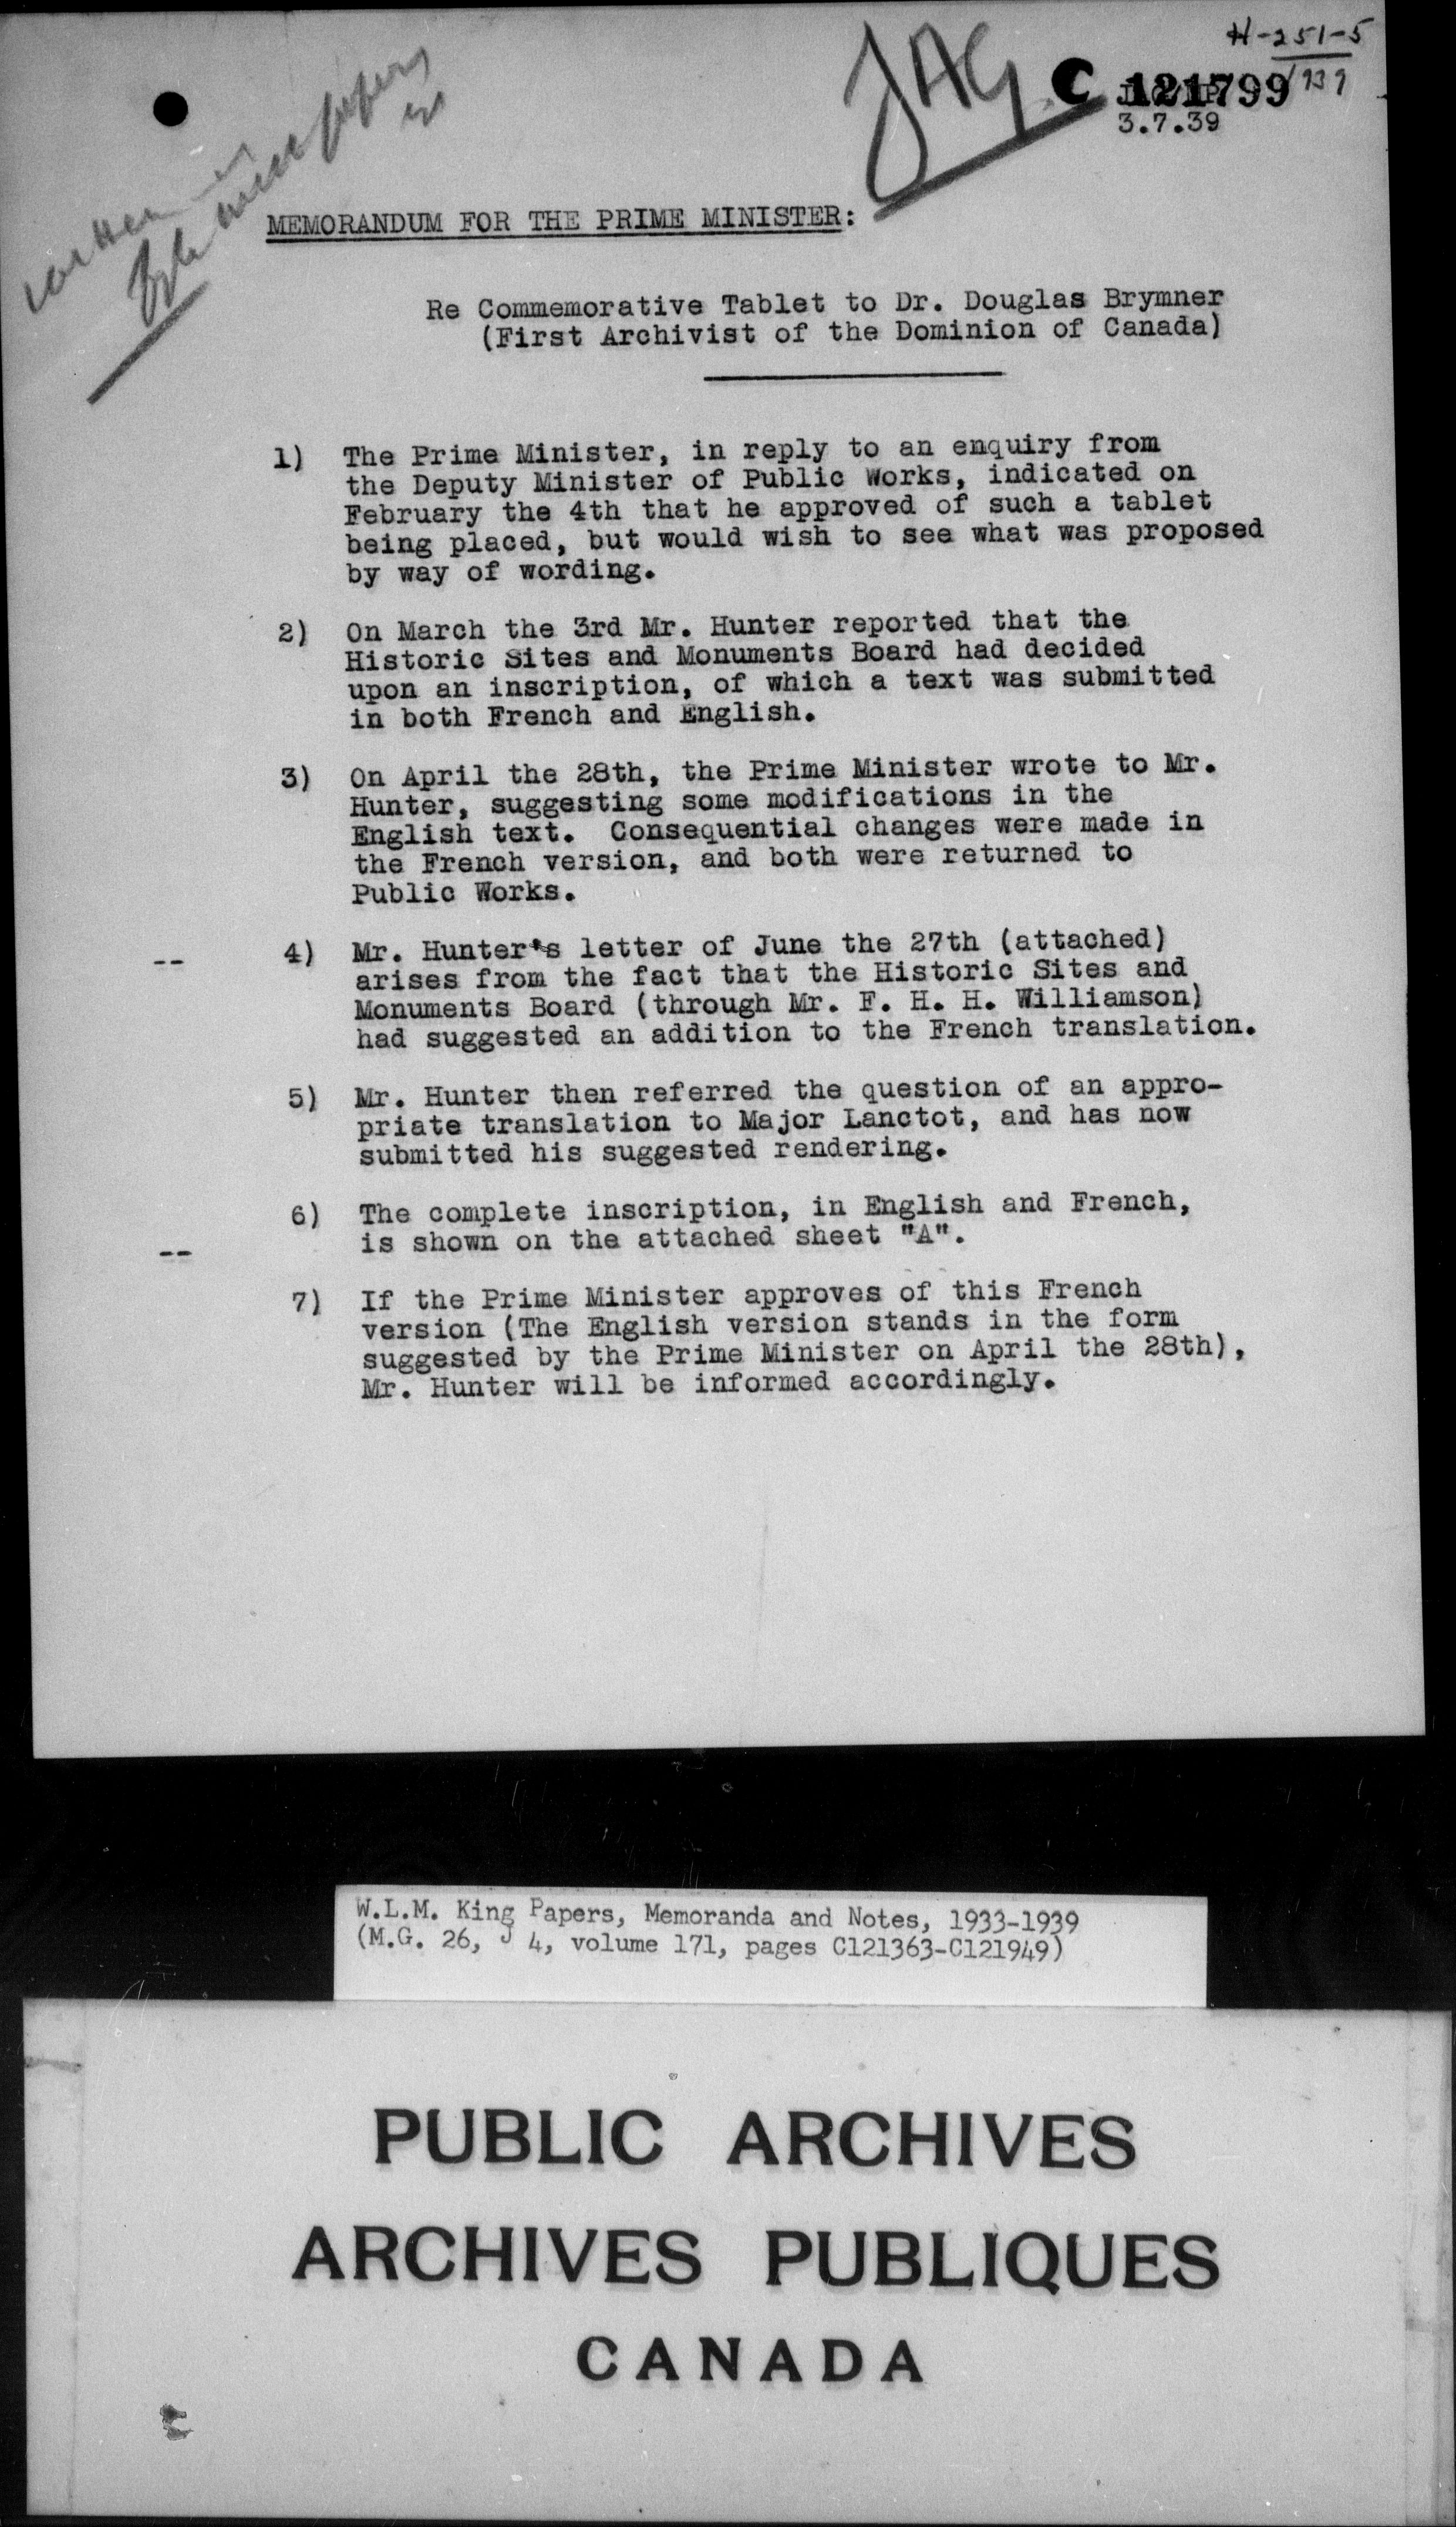 H-251-5
1939
JAG
C 121799
3.7.39
MEMORANDUM FOR THE PRIME MINISTER:
Re Commemorative Tablet to Dr. Douglas Brymner
(First Archivist of the Dominion of Canada)
1) The Prime Minister, in reply to an enquiry from
the Deputy Minister of Public Works, indicated on
February the 4th that he approved of such a tablet
being placed, but would wish to see what was proposed
by way of wording.
2) On March the 3rd Mr. Hunter reported that the
Historic Sites and Monuments Board had decided
upon an inscription, of which a text was submitted
in both French and English.
3) On April the 28th, the Prime Minister wrote to Mr.
Hunter, suggesting some modifications in the
English text. Consequential changes were made in
the French version, and both were returned to
Public Works.
-- 4) Mr. Hunter's letter of June the 27th (attached)
arises from the fact that the Historic Sites and
Monuments Board (through Mr. F. H. H. Williamson)
had suggested an addition to the French translation.
5) Mr. Hunter then referred the question of an appro-
priate translation to Major Lanctot, and has now
submitted his suggested rendering.
6) The complete inscription, in English and French,
-- is shown on the attached sheet "A".
7) If the Prime Minister approves of this French
version (The English version stands in the form
suggested by the Prime Minister on April the 28th),
Mr. Hunter will be informed accordingly.
W.L.M. King Papers, Memoranda and Notes, 1933-1939
(M.G. 26, J 4, volume 171, pages C121363-C121949)
PUBLIC ARCHIVES
ARCHIVES PUBLIQUES
CANADA